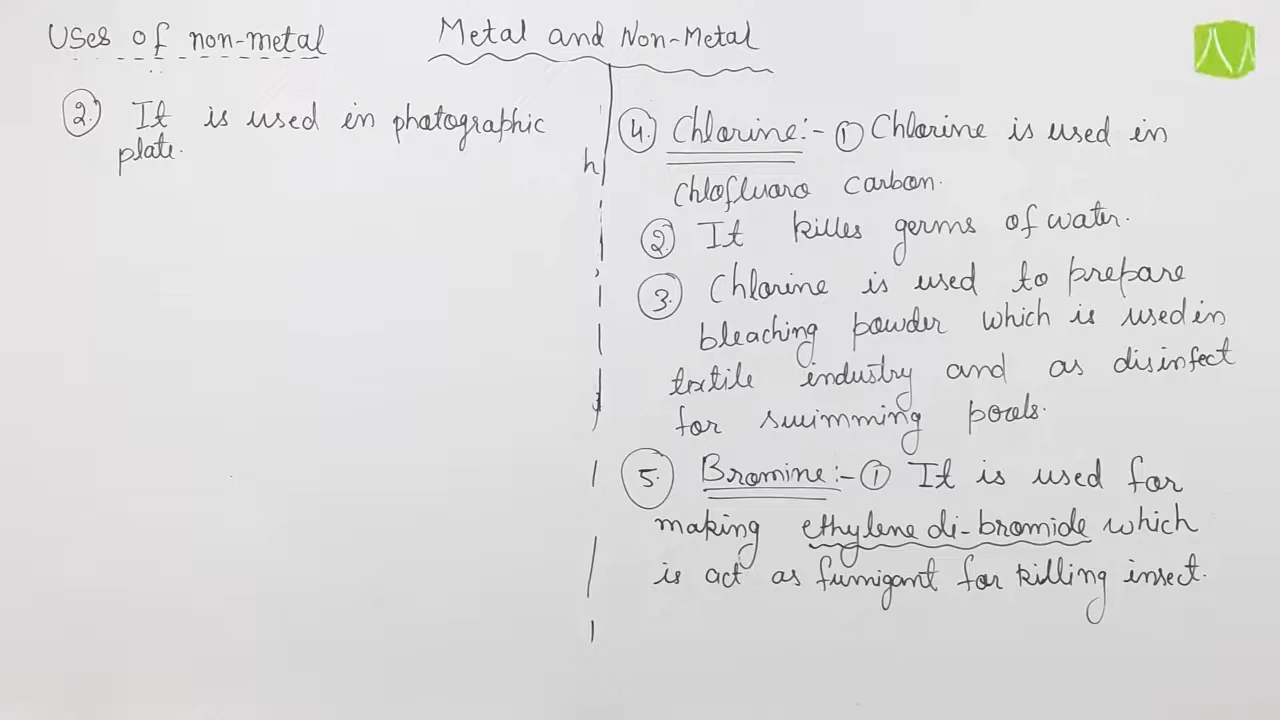 Uses of non-metal
Metal and Non-Metal
2. It is used in photographic
plate.
h
4. Chlorine:- 1 Chlorine is used in
Chlofluoro carbon.
2 It killes germs of water.
3. Chlorine is used to prepare
bleaching powder which is used in
textile industry and as disinfect
for swimming pools.
5. Bromine:- 1 It is used for
making ethylene di-bromide which
is act as fumigant for killing insect.